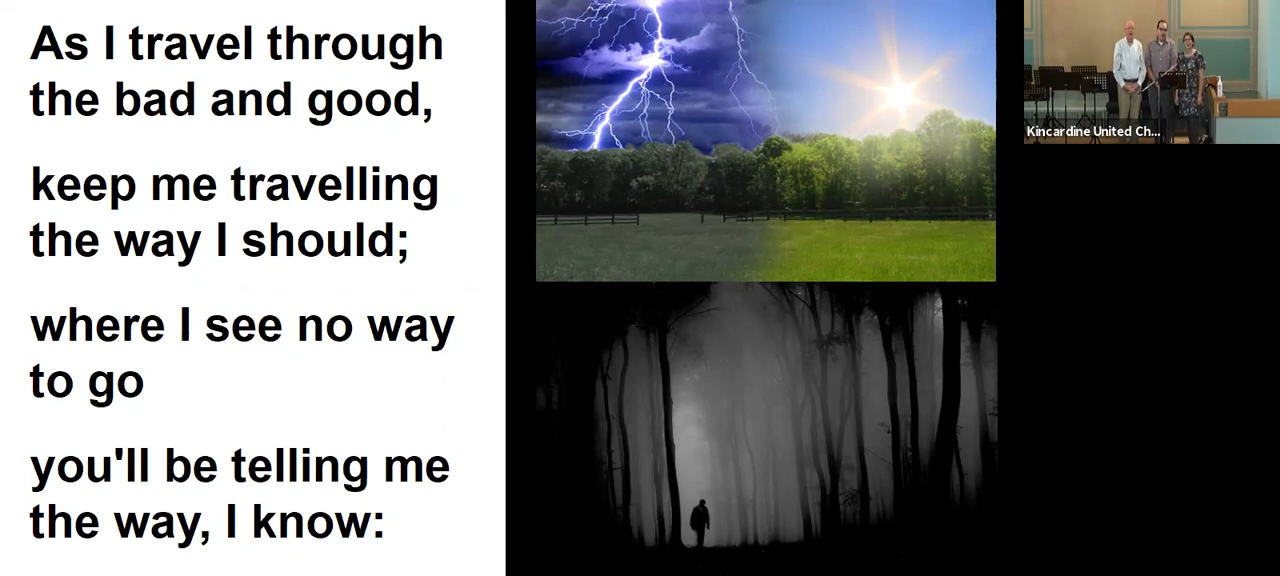 As I travel through
the bad and good,
keep me travelling
the way I should;
where I see no way
to go
you'll be telling me
the way, I know:
Kincardine United Ch...